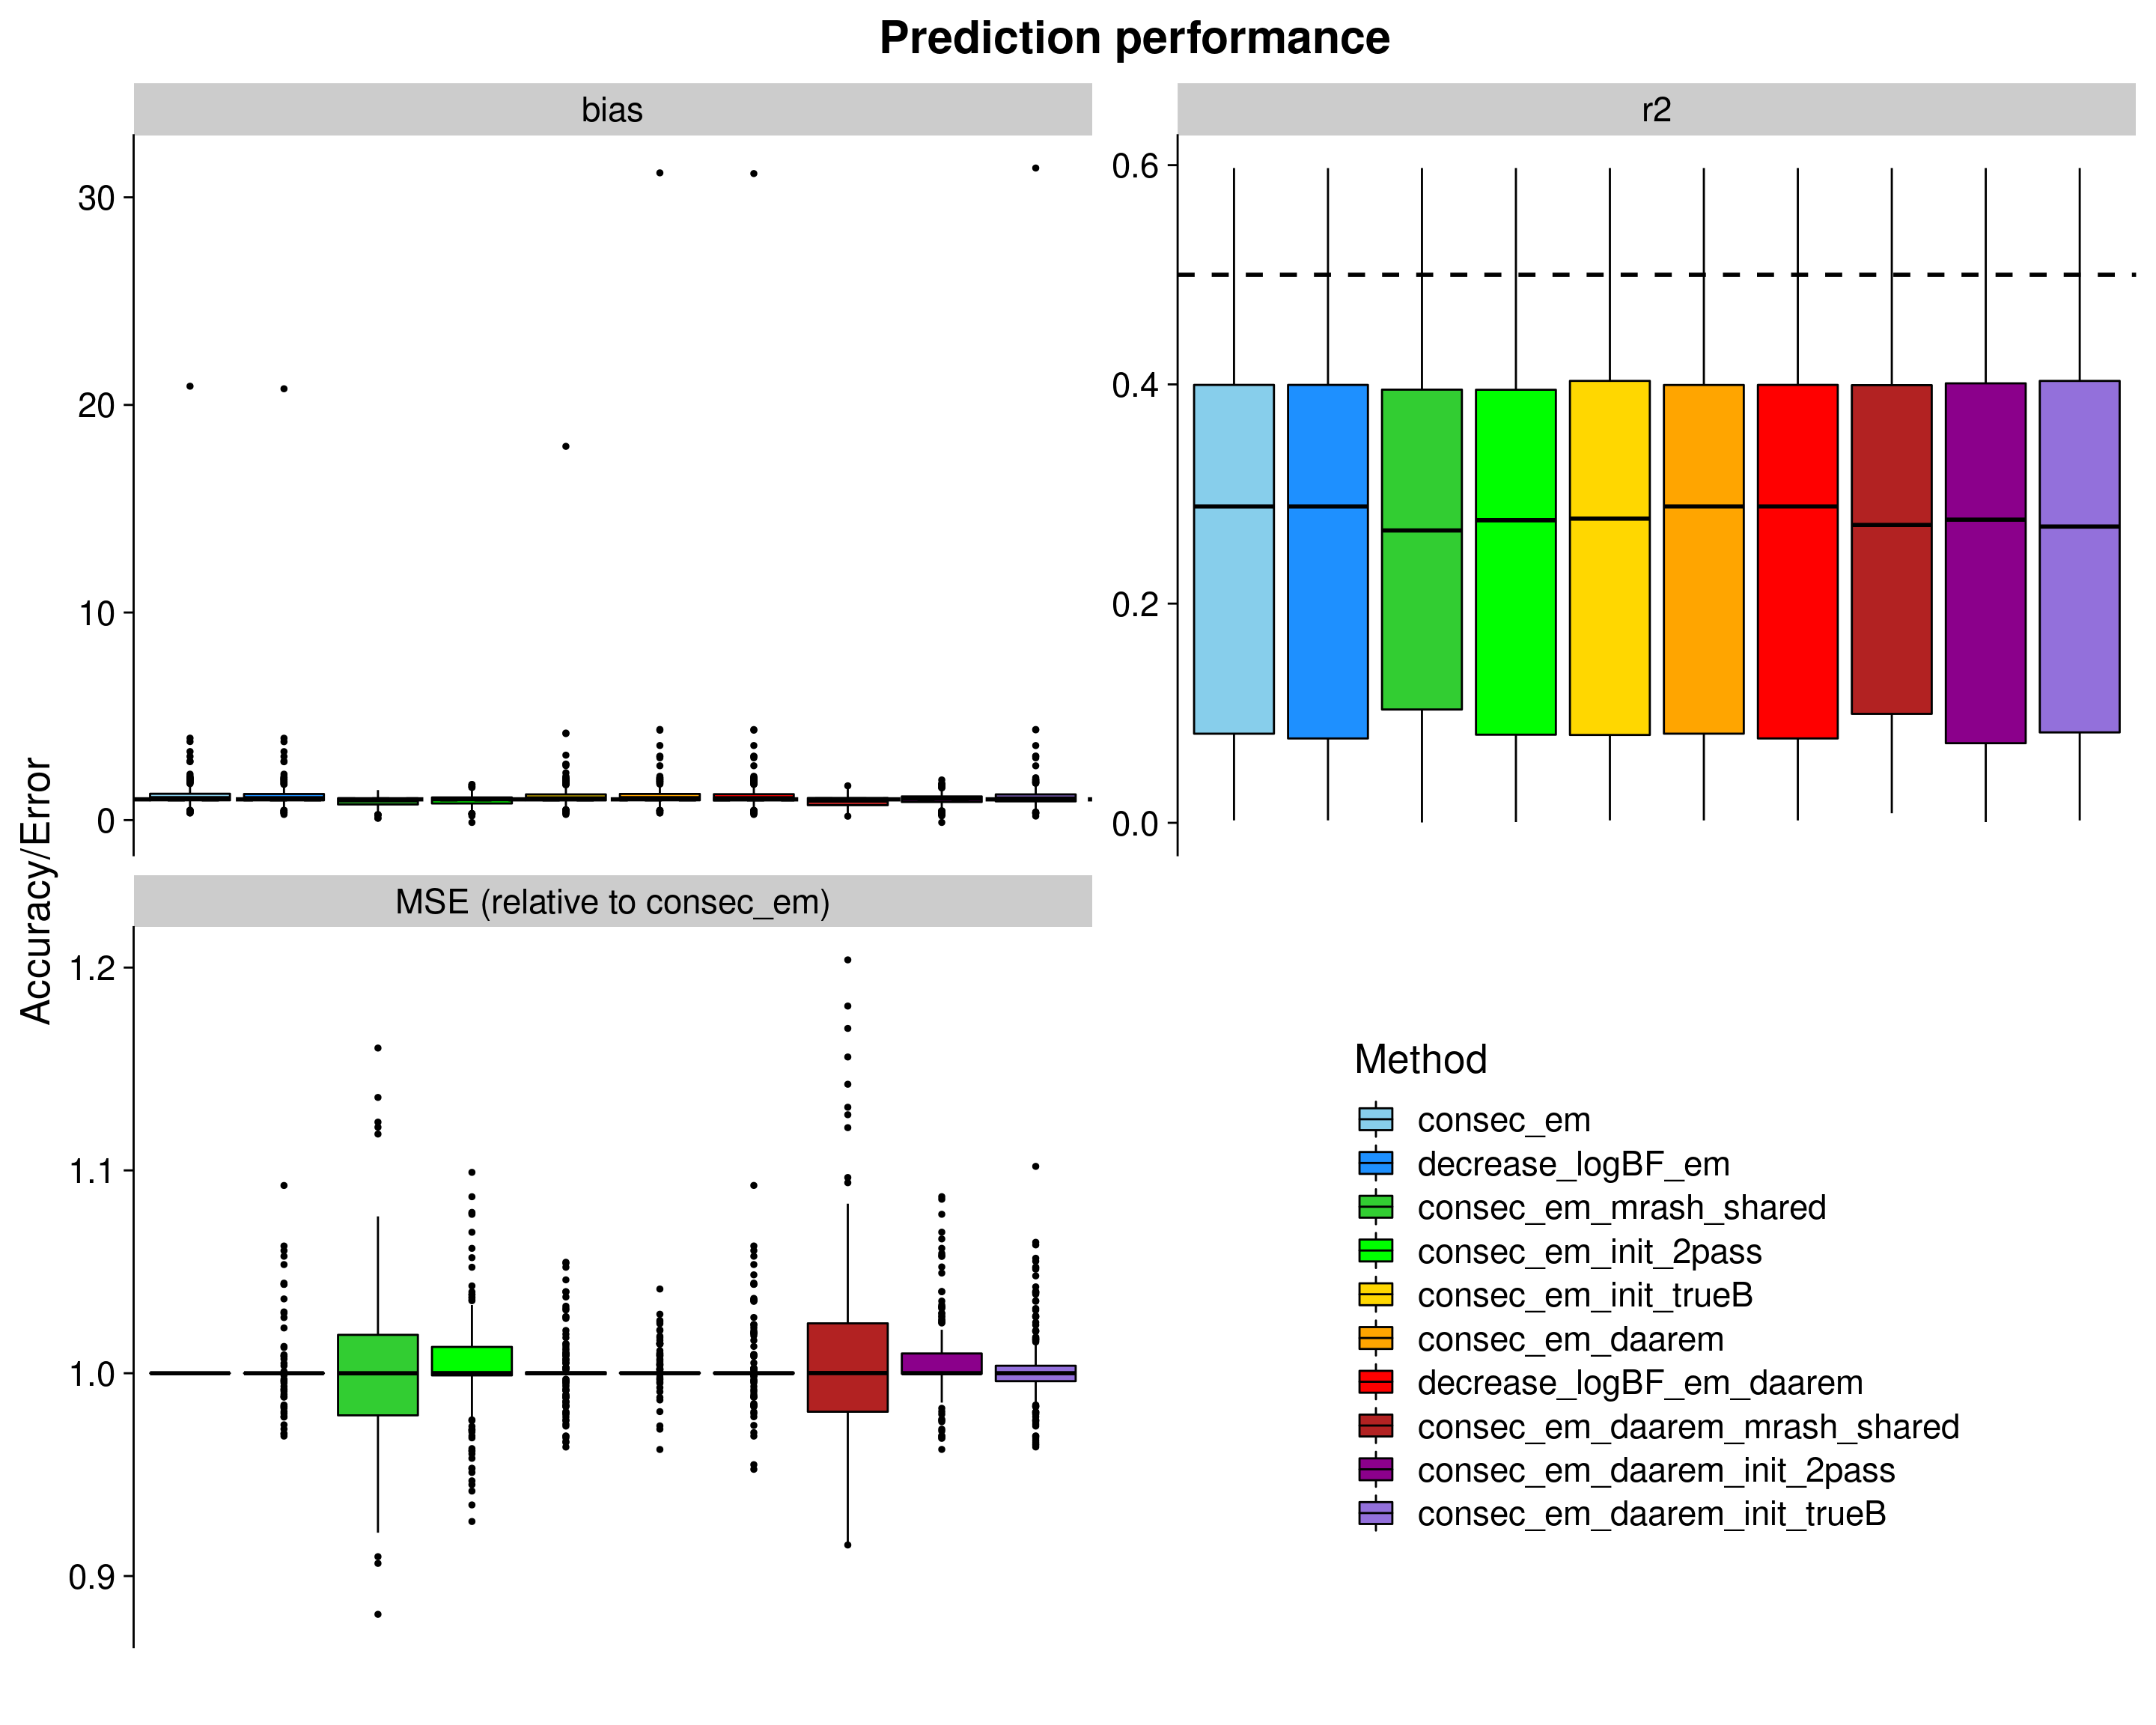 Prediction performance
bias
r2
30
20
10
0
0.6
0.4
0.2
0.0
Accuracy/Error
MSE (relative to consec_em)
1.2
1.1
1.0
0.9
Method
consec_em
decrease_logBF_em
consec_em_mrash_shared
consec_em_init_2pass
consec_em_init_trueB
consec_em_daarem
decrease_logBF_em_daarem
consec_em_daarem_mrash_shared
consec_em_daarem_init_2pass
consec_em_daarem_init_trueB